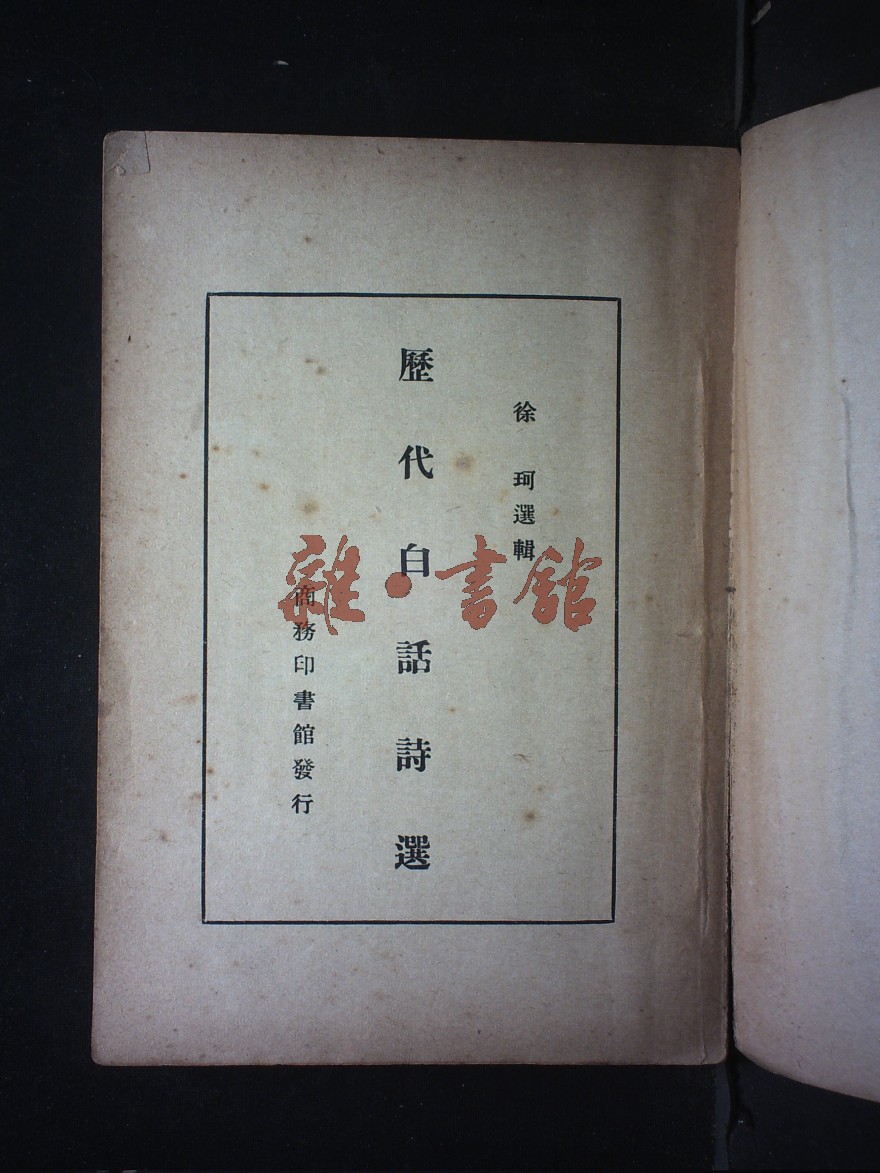 徐珂選輯
歷代白話詩選
商務印書館發行
雜·書館